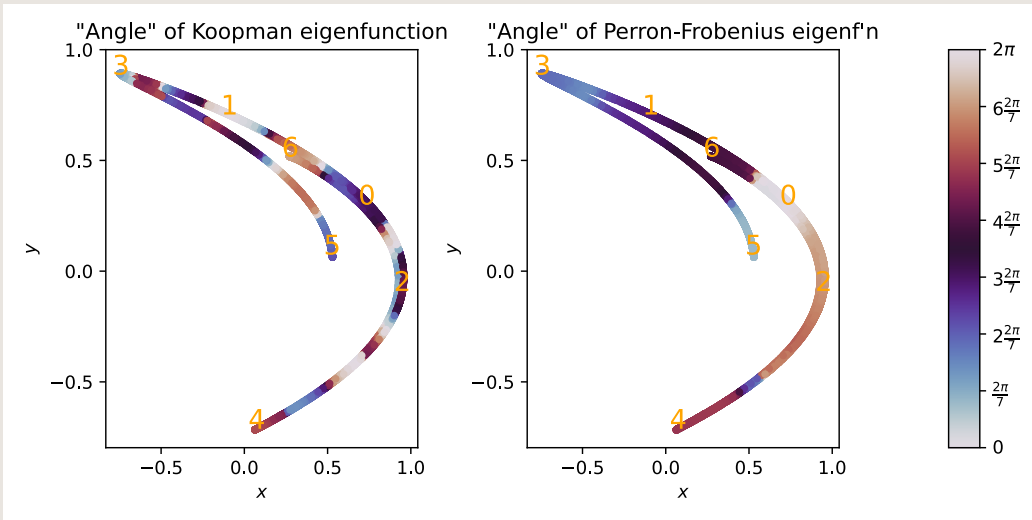 "Angle" of Koopman eigenfunction
1.0
0.5
0.0
−0.5
y
−0.5
0.0
0.5
1.0
x
3
1
6
0
5
2
4
"Angle" of Perron-Frobenius eigenf'n
1.0
0.5
0.0
−0.5
y
−0.5
0.0
0.5
1.0
x
3
1
6
0
5
2
4
2π
6 2π/7
5 2π/7
4 2π/7
3 2π/7
2 2π/7
2π/7
0